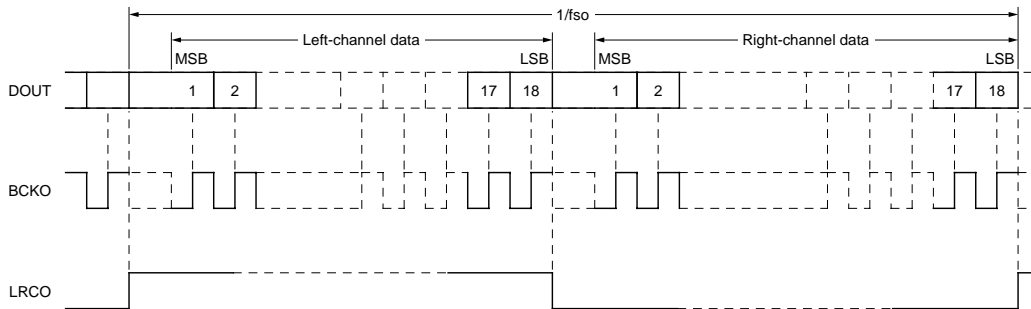 1/fso
Left-channel data
Right-channel data
MSB LSB MSB LSB
DOUT 1 2 17 18 1 2 17 18
BCKO
LRCO